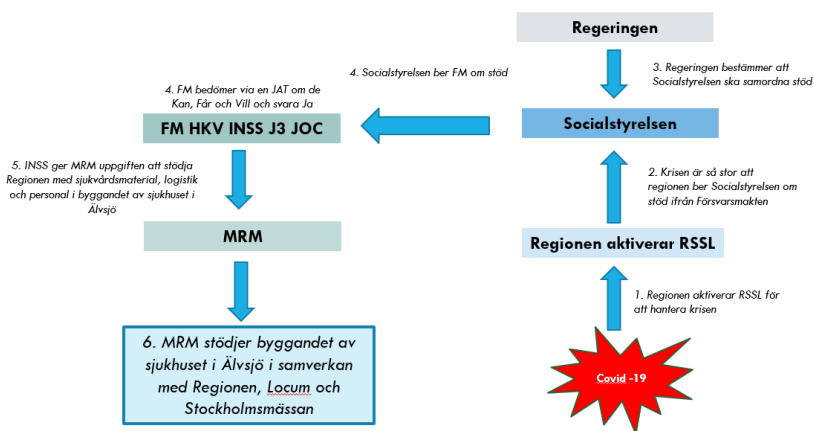 Regeringen
3. Regeringen bestämmer att
Socialstyrelsen ska samordna stöd
4. Socialstyrelsen ber FM om stöd
4. FM bedömer via en JAT om de
Kan, Får och Vill och svara Ja
FM HKV INSS J3 JOC
Socialstyrelsen
5. INSS ger MRM uppgiften att stödja
Regionen med sjukvårdsmaterial, logistik
och personal i byggandet av sjukhuset i
Älvsjö
2. Krisen är så stor att
regionen ber Socialstyrelsen om
stöd ifrån Försvarsmakten
MRM
Regionen aktiverar RSSL
1. Regionen aktiverar RSSL för
att hantera krisen
6. MRM stödjer byggandet av
sjukhuset i Älvsjö i samverkan
med Regionen, Locum och
Stockholmsmässan
Covid -19